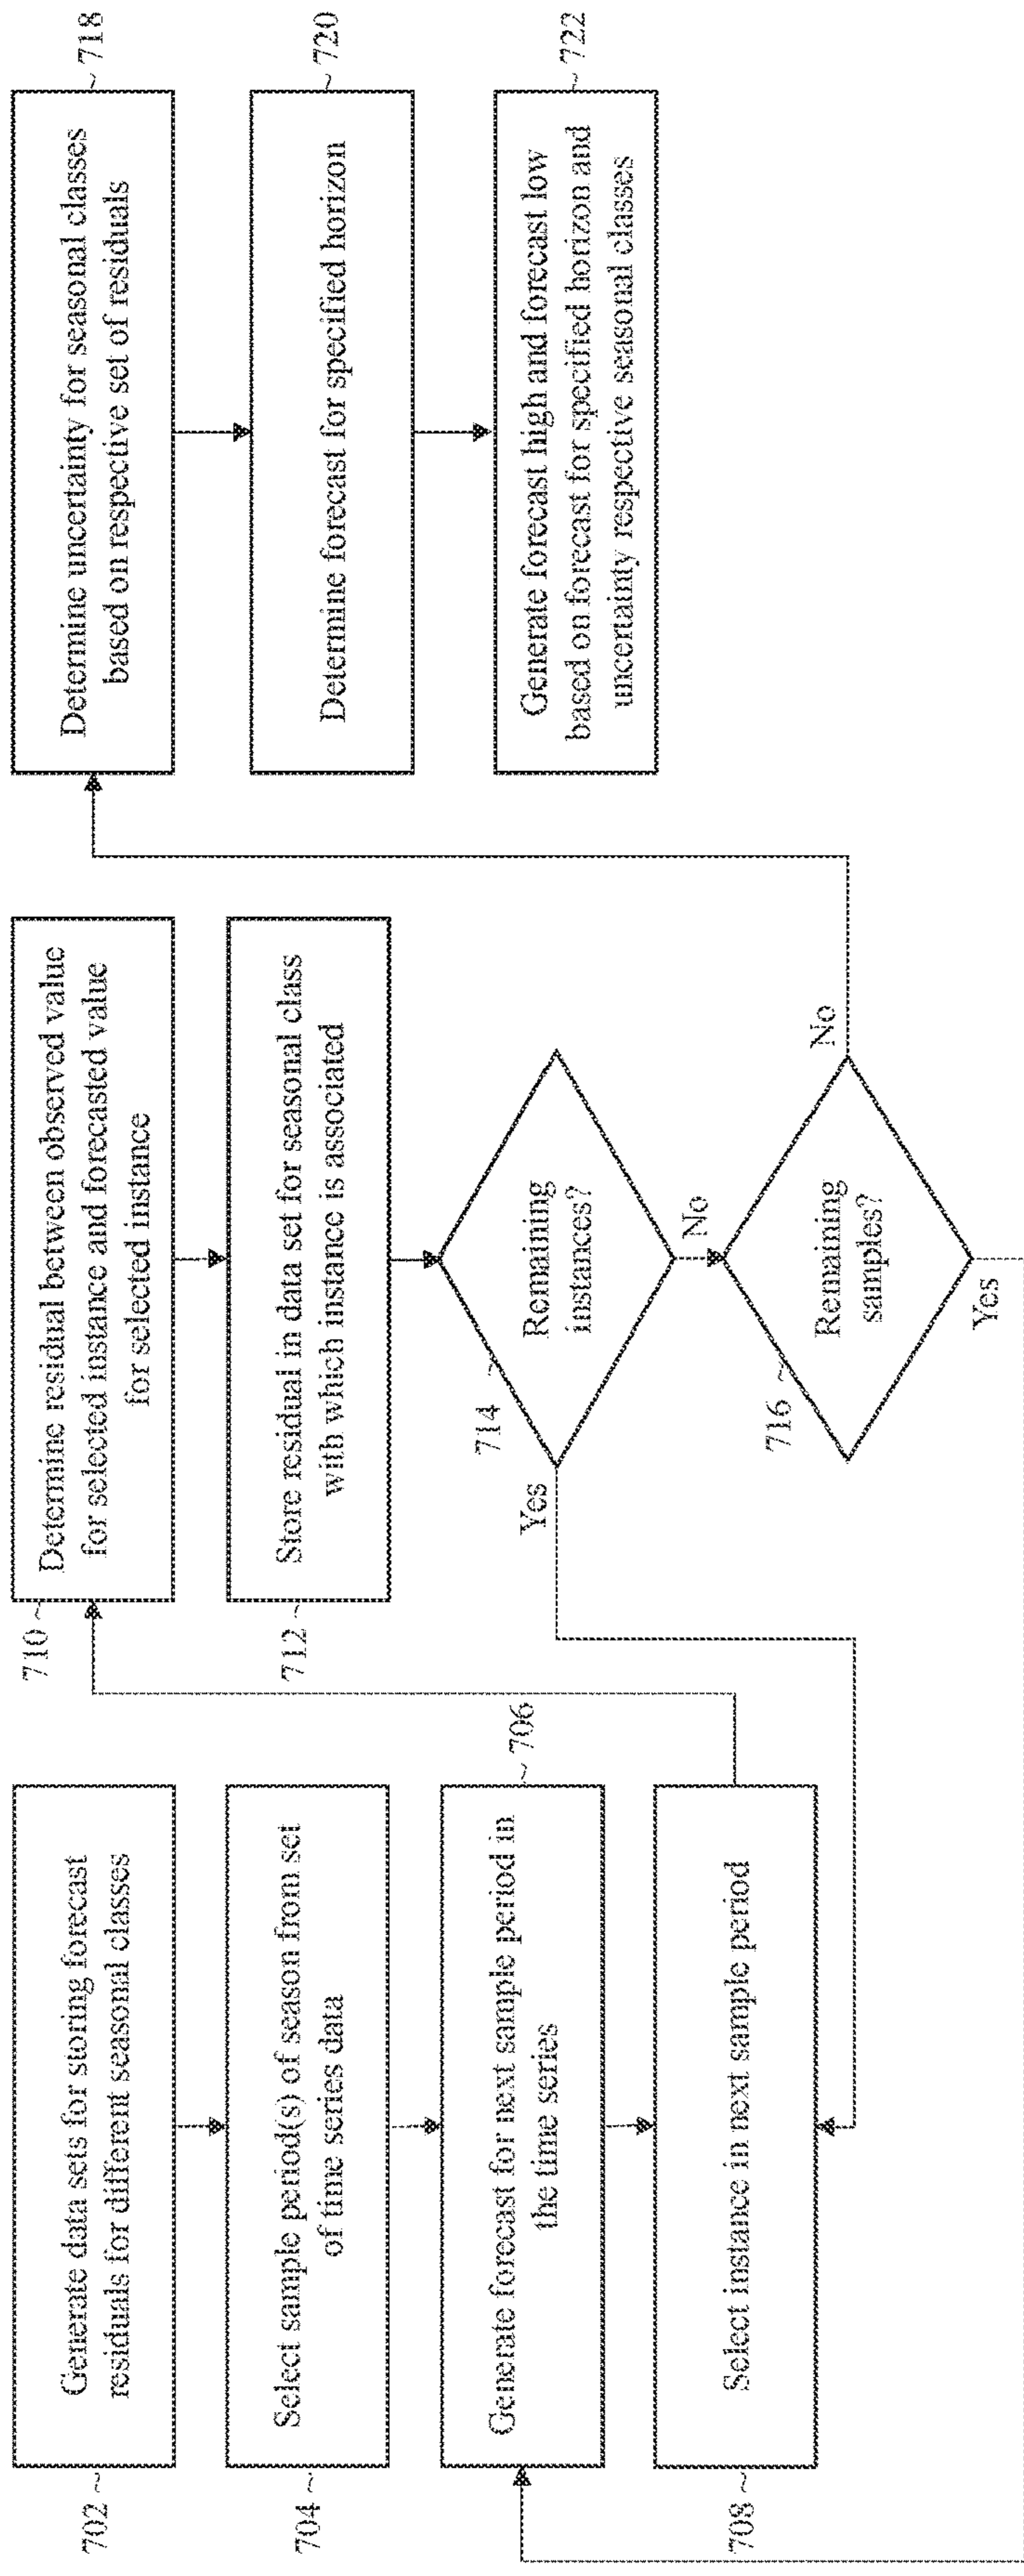 702
Generate data sets for storing forecast
residuals for different seasonal classes
704
Select sample period(s) of season from set
of time series data
706
Generate forecast for next sample period in
the time series
708
Select instance in next sample period
710
Determine residual between observed value
for selected instance and forecasted value
for selected instance
712
Store residual in data set for seasonal class
with which instance is associated
714
Remaining
instances?
Yes
No
716
Remaining
samples?
Yes
No
718
Determine uncertainty for seasonal classes
based on respective set of residuals
720
Determine forecast for specified horizon
722
Generate forecast high and forecast low
based on forecast for specified horizon and
uncertainty respective seasonal classes